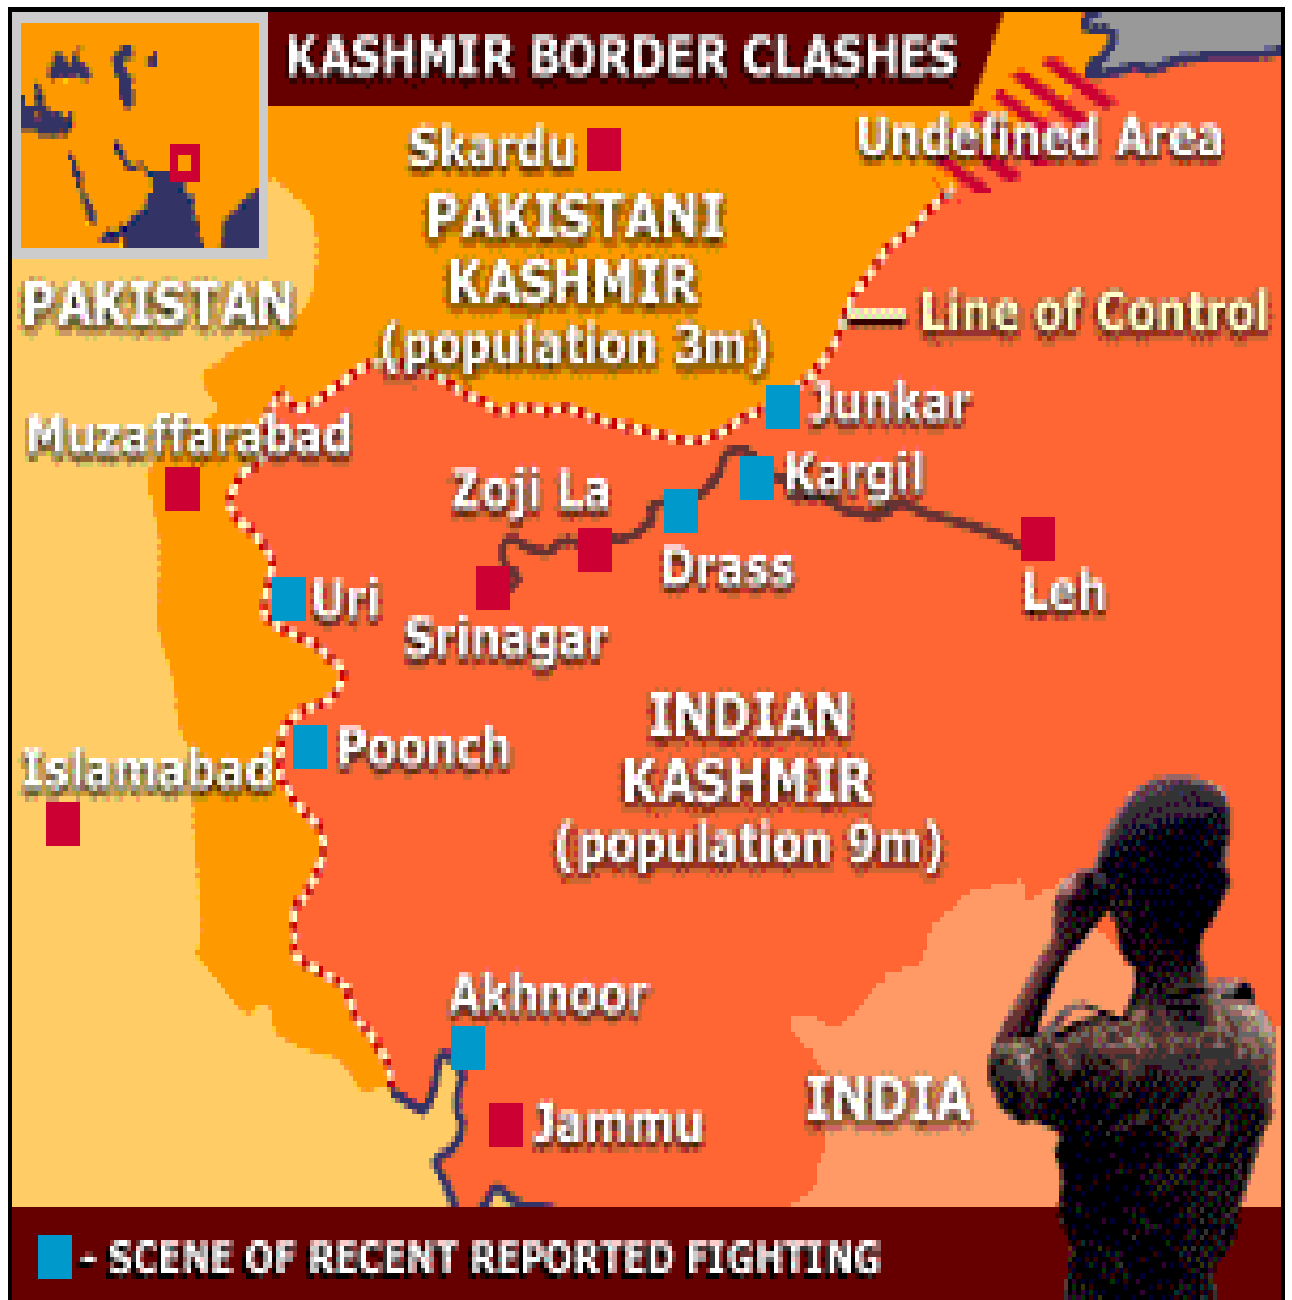 KASHMIR BORDER CLASHES
Skardu
Undefined Area
PAKISTANI
KASHMIR
(population 3m)
PAKISTAN
Line of Control
Junkar
Muzaffarabad
Kargil
Zoji La
Drass
Leh
Uri
Srinagar
INDIAN
KASHMIR
(population 9m)
Poonch
Islamabad
Akhnoor
INDIA
Jammu
- SCENE OF RECENT REPORTED FIGHTING